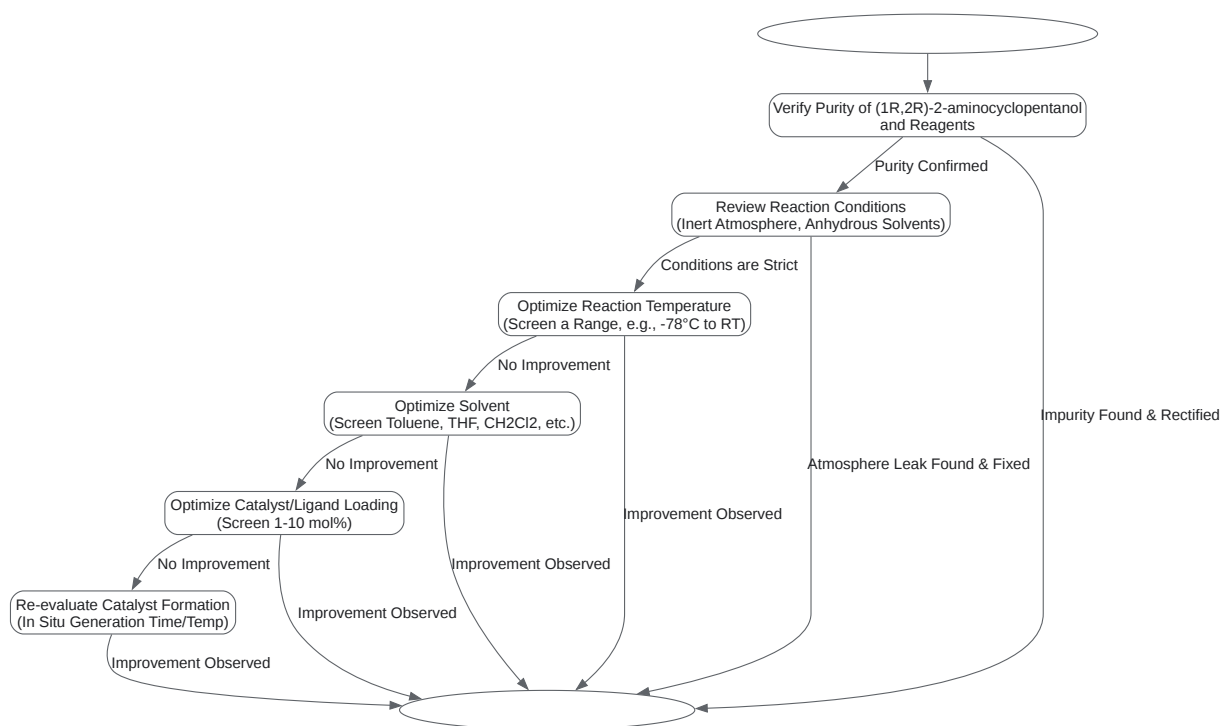 Verify Purity of (1R,2R)-2-aminocyclopentanol
and Reagents
Purity Confirmed
Review Reaction Conditions
(Inert Atmosphere, Anhydrous Solvents)
Conditions are Strict
Optimize Reaction Temperature
(Screen a Range, e.g., -78°C to RT)
No Improvement
Optimize Solvent
(Screen Toluene, THF, CH2Cl2, etc.)
Impurity Found & Rectified
No Improvement
Atmosphere Leak Found & Fixed
Optimize Catalyst/Ligand Loading
(Screen 1-10 mol%)
Improvement Observed
No Improvement
Improvement Observed
Re-evaluate Catalyst Formation
(In Situ Generation Time/Temp)
Improvement Observed
Improvement Observed